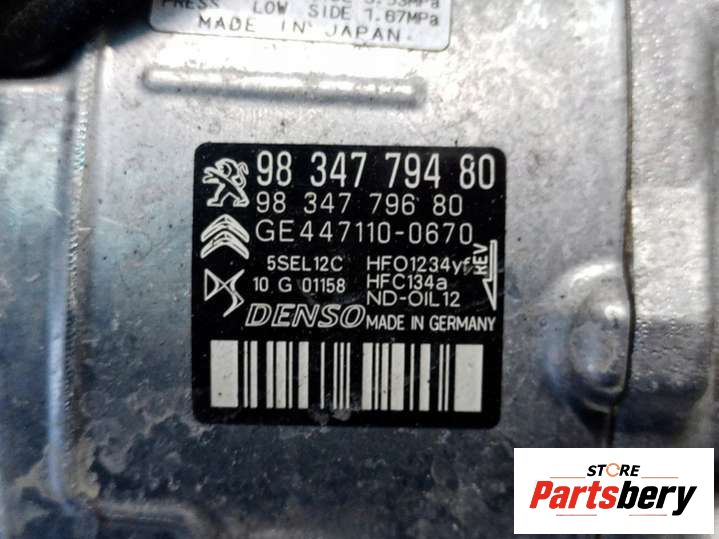 PRESS LOW SIDE 1.67MPa
MADE IN JAPAN
98 347 794 80
98 347 796 80
GE447110-0670
5SEL12C HFO1234yf
10 G 01158 HFC134a
ND-OIL12
HEV
DENSO MADE IN GERMANY
STORE
Partsbery